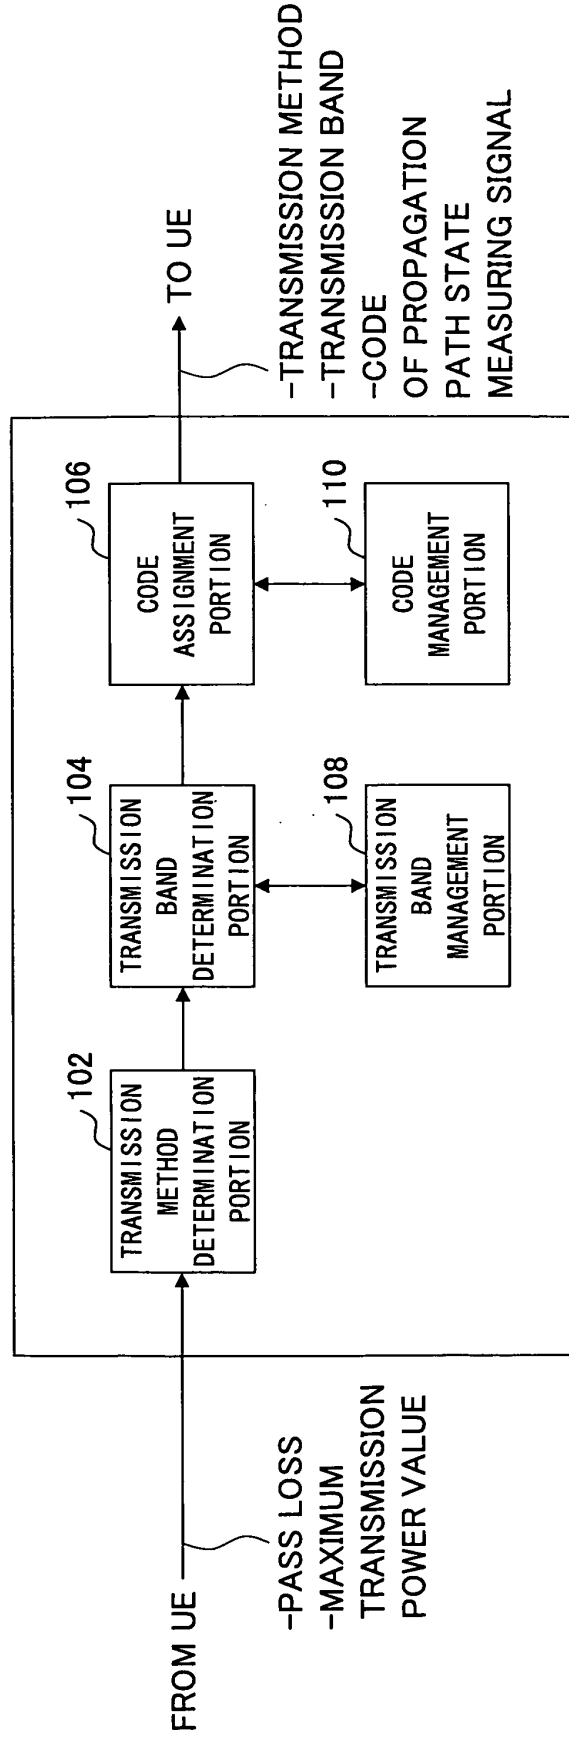 FROM UE
-PASS LOSS
-MAXIMUM
TRANSMISSION
POWER VALUE
102
TRANSMISSION
METHOD
DETERMINATION
PORTION
104
TRANSMISSION
BAND
DETERMINATION
PORTION
108
TRANSMISSION
BAND
MANAGEMENT
PORTION
106
CODE
ASSIGNMENT
PORTION
110
CODE
MANAGEMENT
PORTION
TO UE
-TRANSMISSION METHOD
-TRANSMISSION BAND
-CODE
OF PROPAGATION
PATH STATE
MEASURING SIGNAL